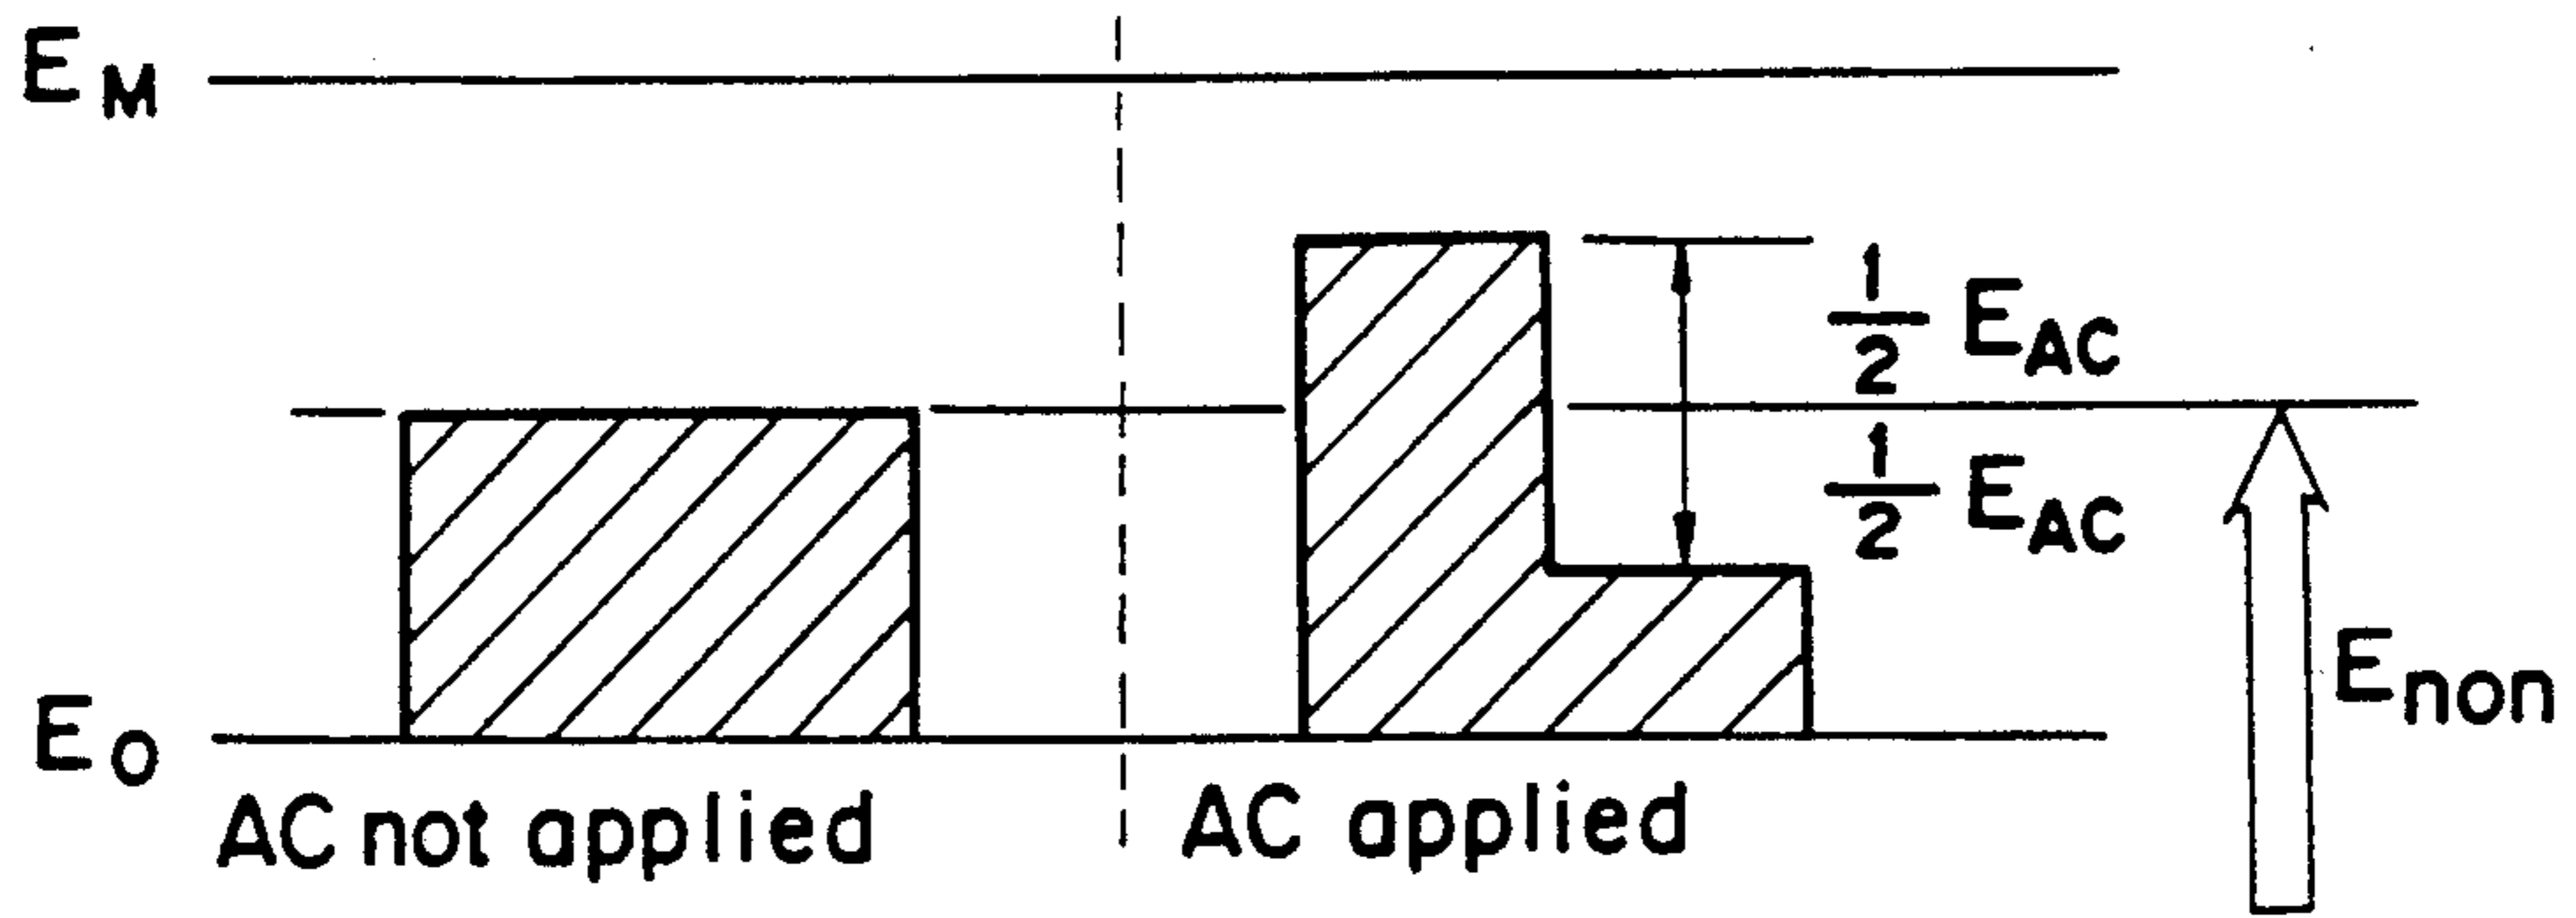 E_M
1/2 E_AC
1/2 E_AC
E_non
E_O
AC not applied
AC applied